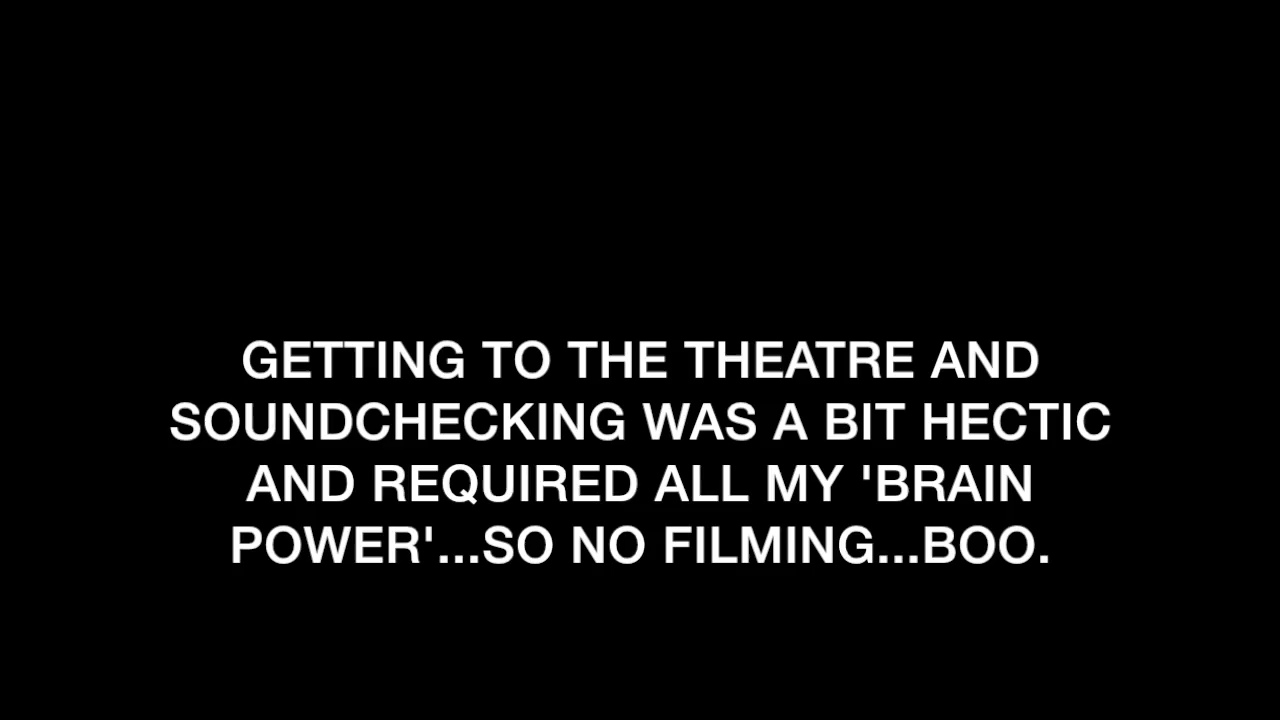 GETTING TO THE THEATRE AND
SOUNDCHECKING WAS A BIT HECTIC
AND REQUIRED ALL MY 'BRAIN
POWER'...SO NO FILMING...BOO.